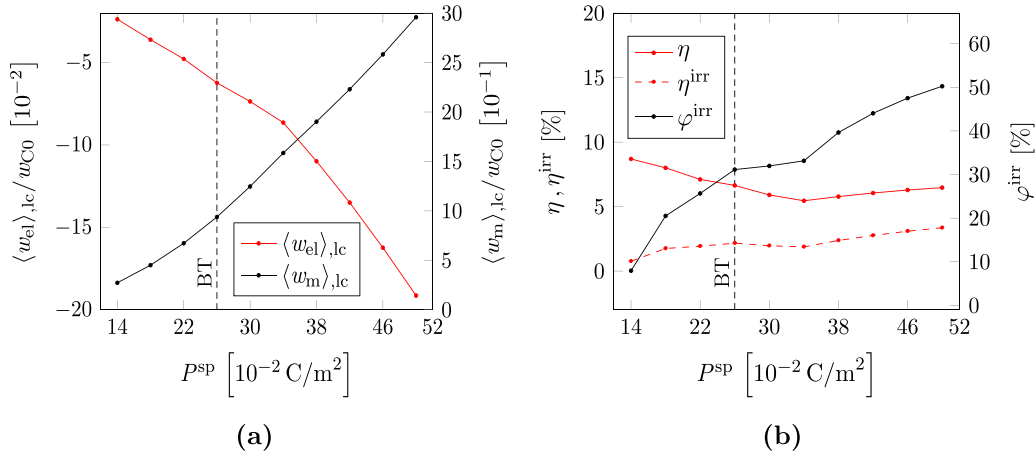 ⟨w_el⟩,lc/w_C0 [10^−2]
−5
−10
−15
−20
30
25
20
15
10
5
0
⟨w_m⟩,lc/w_C0 [10^−1]
BT
⟨w_el⟩,lc
⟨w_m⟩,lc
14 22 30 38 46 52
P^sp [10^−2 C/m^2]
(a)
η, η^irr [%]
20
15
10
5
0
60
50
40
30
20
10
0
φ^irr [%]
η
η^irr
φ^irr
BT
14 22 30 38 46 52
P^sp [10^−2 C/m^2]
(b)